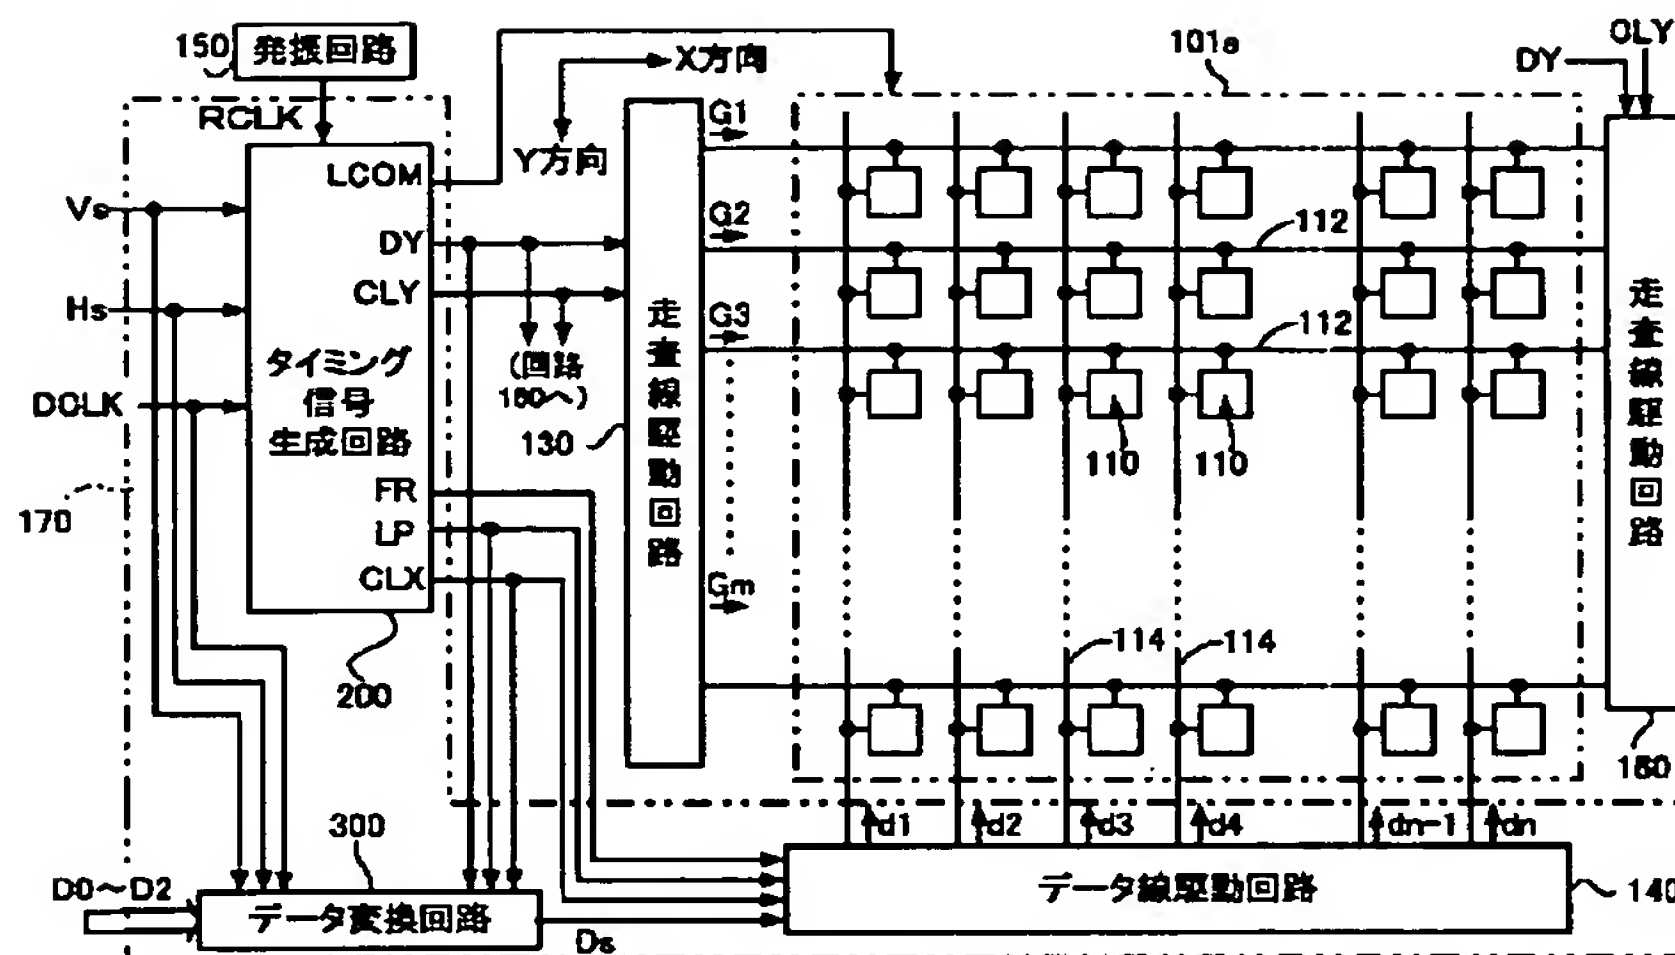 150
発振回路
X方向
Y方向
101a
DY
CLY
RCLK
LCOM
Vs
Hs
DCLK
DY
CLY
タイミング
信号
生成回路
FR
LP
CLX
200
170
(回路
160へ)
130
走査線駆動回路
G1
G2
G3
Gm
112
112
110
110
114
114
走査線駆動回路
160
300
D0～D2
データ変換回路
Ds
d1
d2
d3
d4
dn-1
dn
データ線駆動回路
140